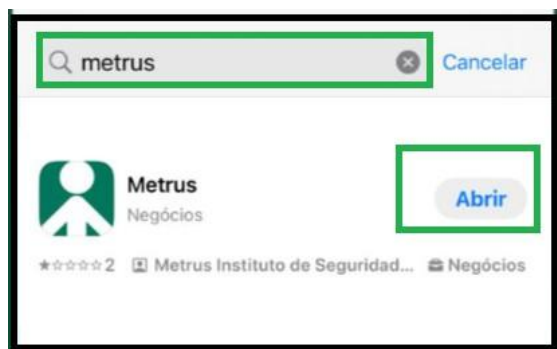 metrus Cancelar
Metrus
Negócios
Abrir
★☆☆☆☆ 2 Metrus Instituto de Seguridad... Negócios